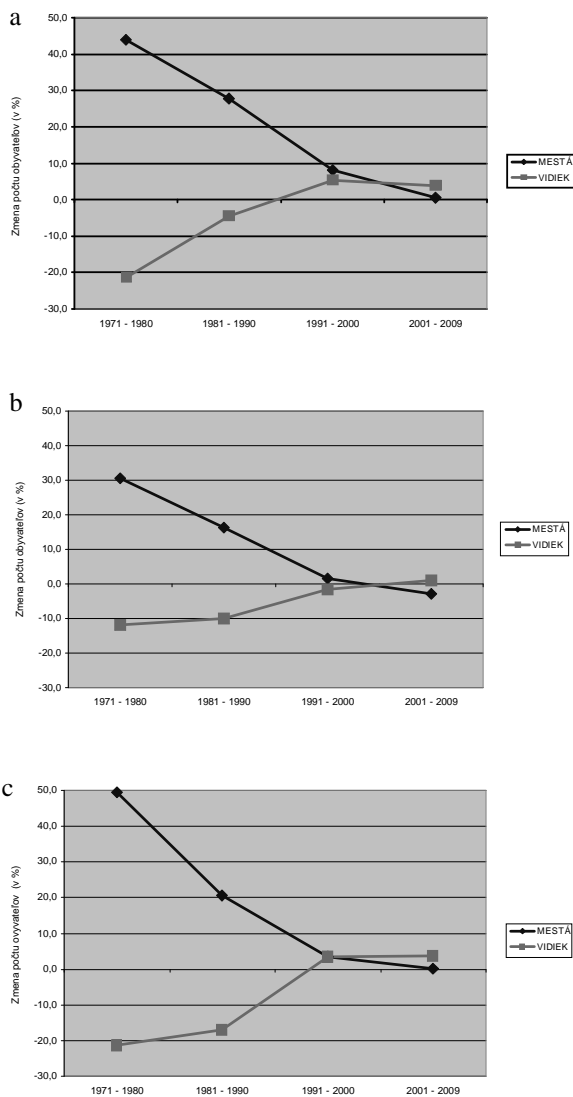 a
Zmena počtu obyvateľov (v %)
50,0
40,0
30,0
20,0
10,0
0,0
-10,0
-20,0
-30,0
1971 - 1980 1981 - 1990 1991 - 2000 2001 - 2009
MESTÁ
VIDIEK
b
Zmena počtu obyvateľov (v %)
50,0
40,0
30,0
20,0
10,0
0,0
-10,0
-20,0
-30,0
1971 - 1980 1981 - 1990 1991 - 2000 2001 - 2009
MESTÁ
VIDIEK
c
Zmena počtu ovyvateľov (v %)
50,0
40,0
30,0
20,0
10,0
0,0
-10,0
-20,0
-30,0
1971 - 1980 1981 - 1990 1991 - 2000 2001 - 2009
MESTÁ
VIDIEK